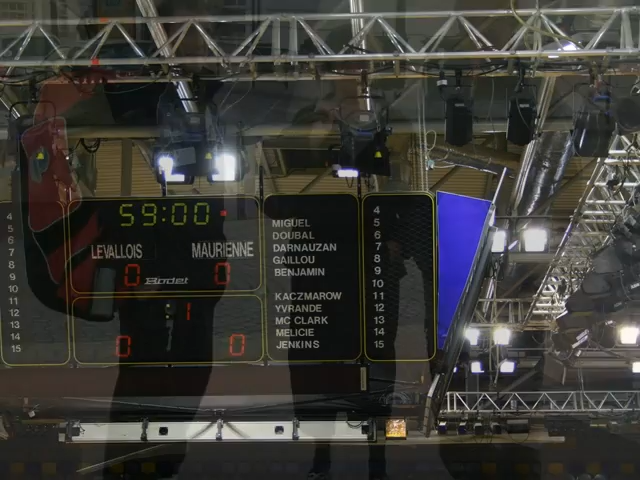 59:00
LEVALLOIS MAURIENNE
0 Bodet 0
1
0 0
4
5
6
7
8
9
10
11
12
13
14
15
MIGUEL
DOUBAL
DARNAUZAN
GAILLOU
BENJAMIN
KACZMAROW
YVRANDE
MC CLARK
MELICIE
JENKINS
4
5
6
7
8
9
10
11
12
13
14
15